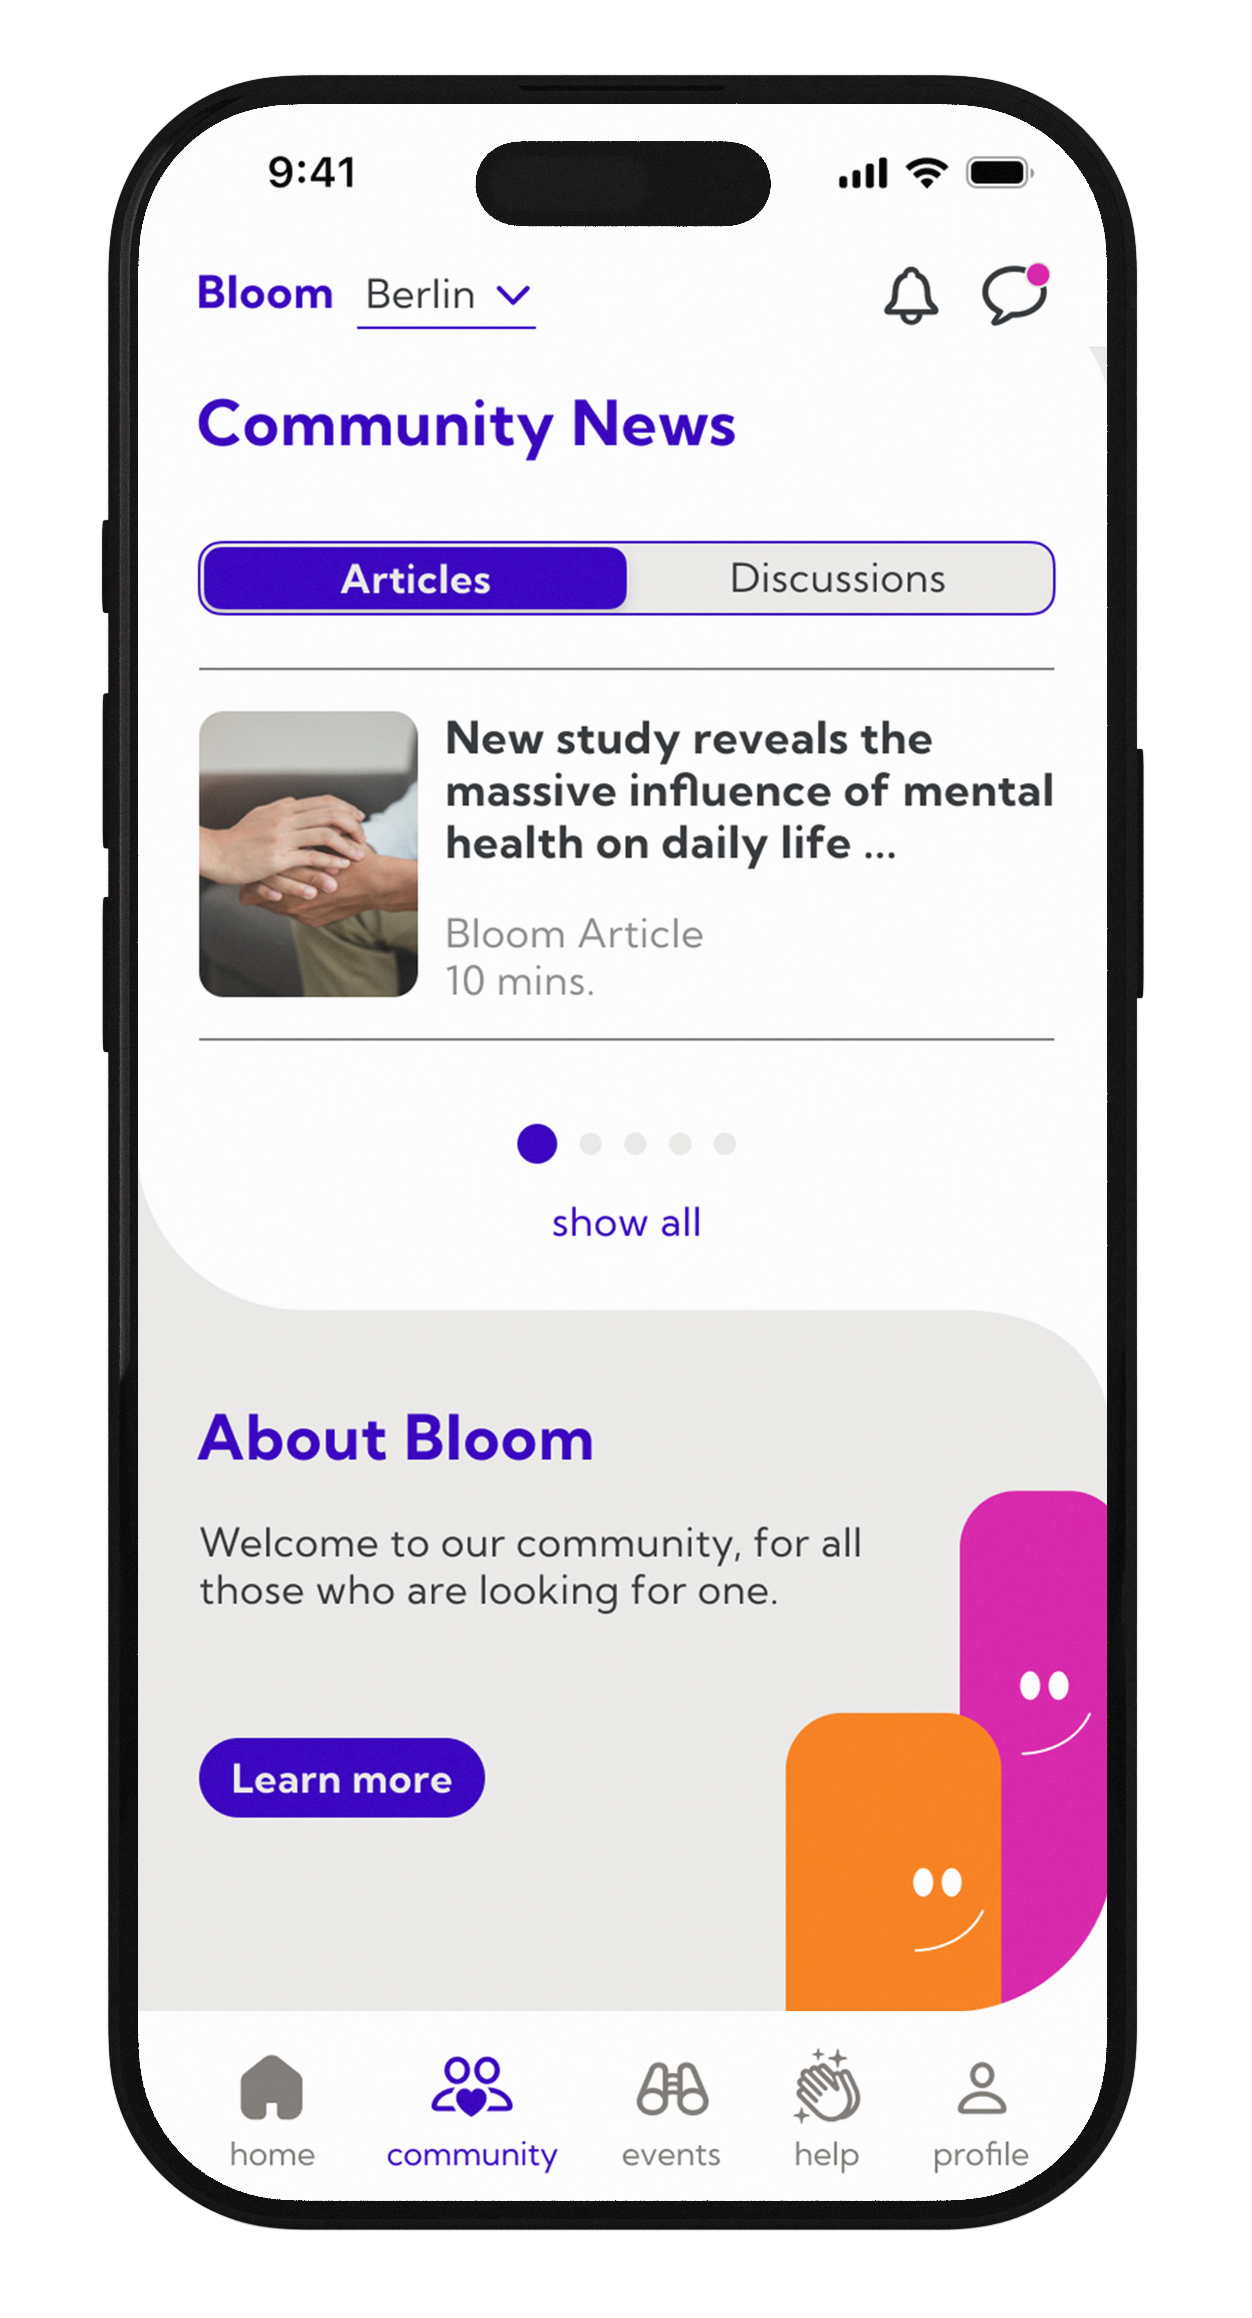 9:41
Bloom Berlin
Community News
Articles Discussions
New study reveals the
massive influence of mental
health on daily life ...
Bloom Article
10 mins.
show all
About Bloom
Welcome to our community, for all
those who are looking for one.
Learn more
home community events help profile